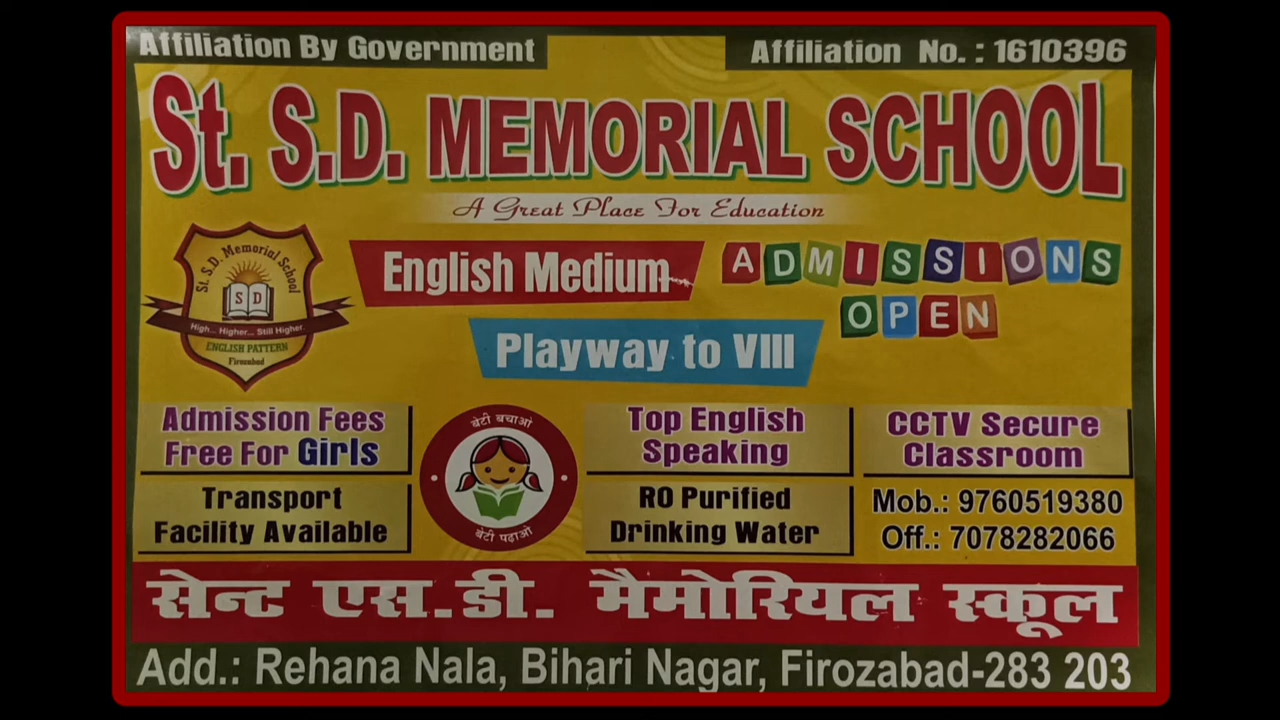 Affiliation By Government
Affiliation No. : 1610396
St. S.D. MEMORIAL SCHOOL
A Great Place For Education
St. S.D. Memorial School
S D
High... Higher... Still Higher
ENGLISH PATTERN
Firozabad
English Medium
ADMISSIONS
OPEN
Playway to VIII
Admission Fees
Free For Girls
Transport
Facility Available
बेटी बचाओ
बेटी पढ़ाओ
Top English
Speaking
RO Purified
Drinking Water
CCTV Secure
Classroom
Mob.: 9760519380
Off.: 7078282066
सेन्ट एस.डी. मैमोरियल स्कूल
Add.: Rehana Nala, Bihari Nagar, Firozabad-283 203